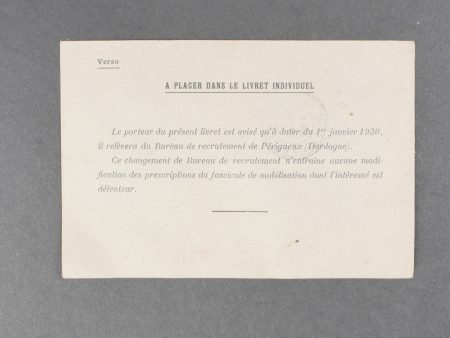 Verso
A PLACER DANS LE LIVRET INDIVIDUEL
Le porteur du présent livret est avisé qu'à dater du 1er janvier 1930,
il relèvera du Bureau de recrutement de Périgueux (Dordogne).
Ce changement de Bureau de recrutement n'entraîne aucune modi-
fication des prescriptions du fascicule de mobilisation dont l'intéressé est
détenteur.